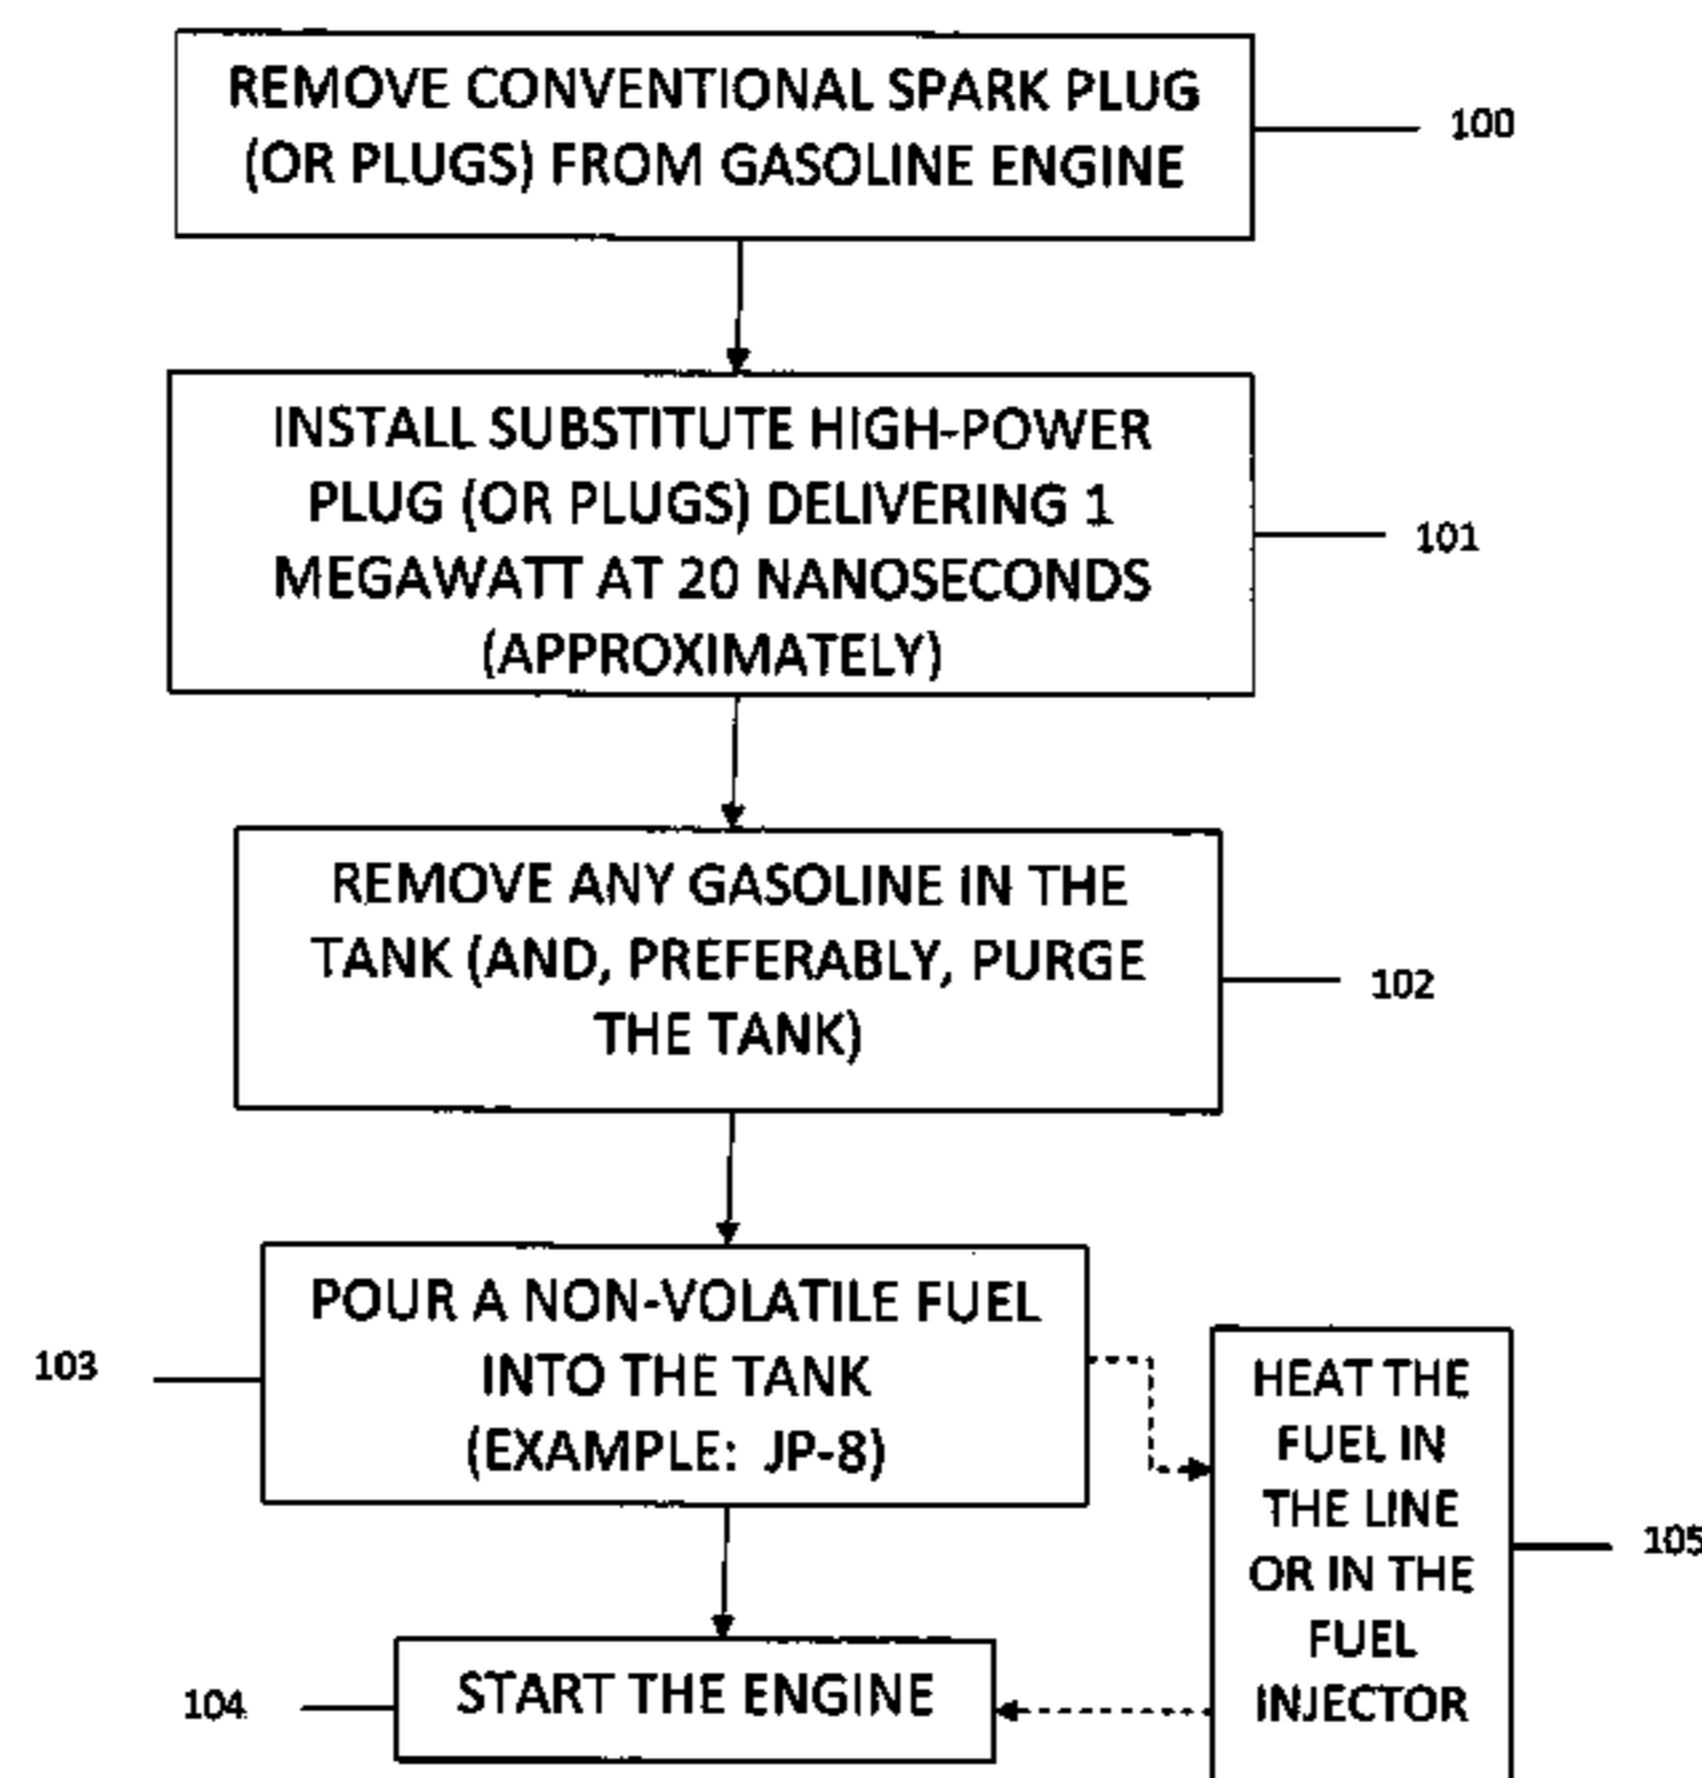 REMOVE CONVENTIONAL SPARK PLUG
(OR PLUGS) FROM GASOLINE ENGINE
100
INSTALL SUBSTITUTE HIGH-POWER
PLUG (OR PLUGS) DELIVERING 1
MEGAWATT AT 20 NANOSECONDS
(APPROXIMATELY)
101
REMOVE ANY GASOLINE IN THE
TANK (AND, PREFERABLY, PURGE
THE TANK)
102
POUR A NON-VOLATILE FUEL
INTO THE TANK
(EXAMPLE: JP-8)
103
HEAT THE
FUEL IN
THE LINE
OR IN THE
FUEL
INJECTOR
105
START THE ENGINE
104